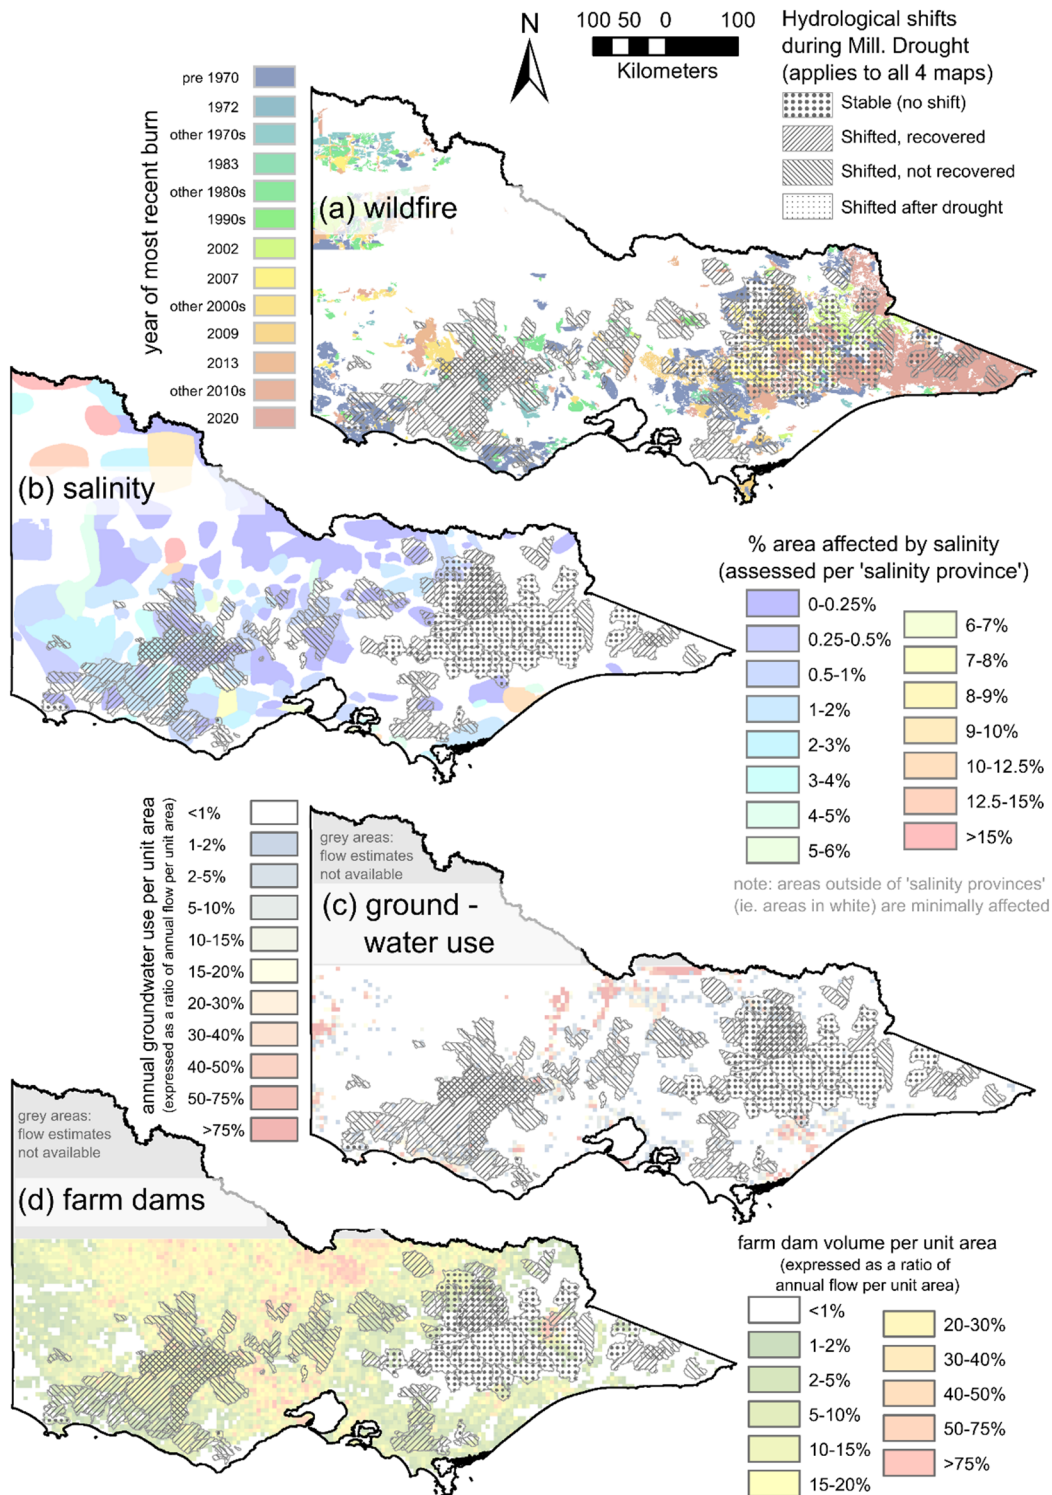 N
100 50 0 100
Kilometers
Hydrological shifts
during Mill. Drought
(applies to all 4 maps)
Stable (no shift)
Shifted, recovered
Shifted, not recovered
Shifted after drought
year of most recent burn
pre 1970
1972
other 1970s
1983
other 1980s
1990s
2002
2007
other 2000s
2009
2013
other 2010s
2020
(a) wildfire
(b) salinity
% area affected by salinity
(assessed per 'salinity province')
0-0.25%
0.25-0.5%
0.5-1%
1-2%
2-3%
3-4%
4-5%
5-6%
6-7%
7-8%
8-9%
9-10%
10-12.5%
12.5-15%
>15%
note: areas outside of 'salinity provinces'
(ie. areas in white) are minimally affected
annual groundwater use per unit area
(expressed as a ratio of annual flow per unit area)
<1%
1-2%
2-5%
5-10%
10-15%
15-20%
20-30%
30-40%
40-50%
50-75%
>75%
grey areas:
flow estimates
not available
(c) ground -
water use
grey areas:
flow estimates
not available
(d) farm dams
farm dam volume per unit area
(expressed as a ratio of
annual flow per unit area)
<1%
1-2%
2-5%
5-10%
10-15%
15-20%
20-30%
30-40%
40-50%
50-75%
>75%